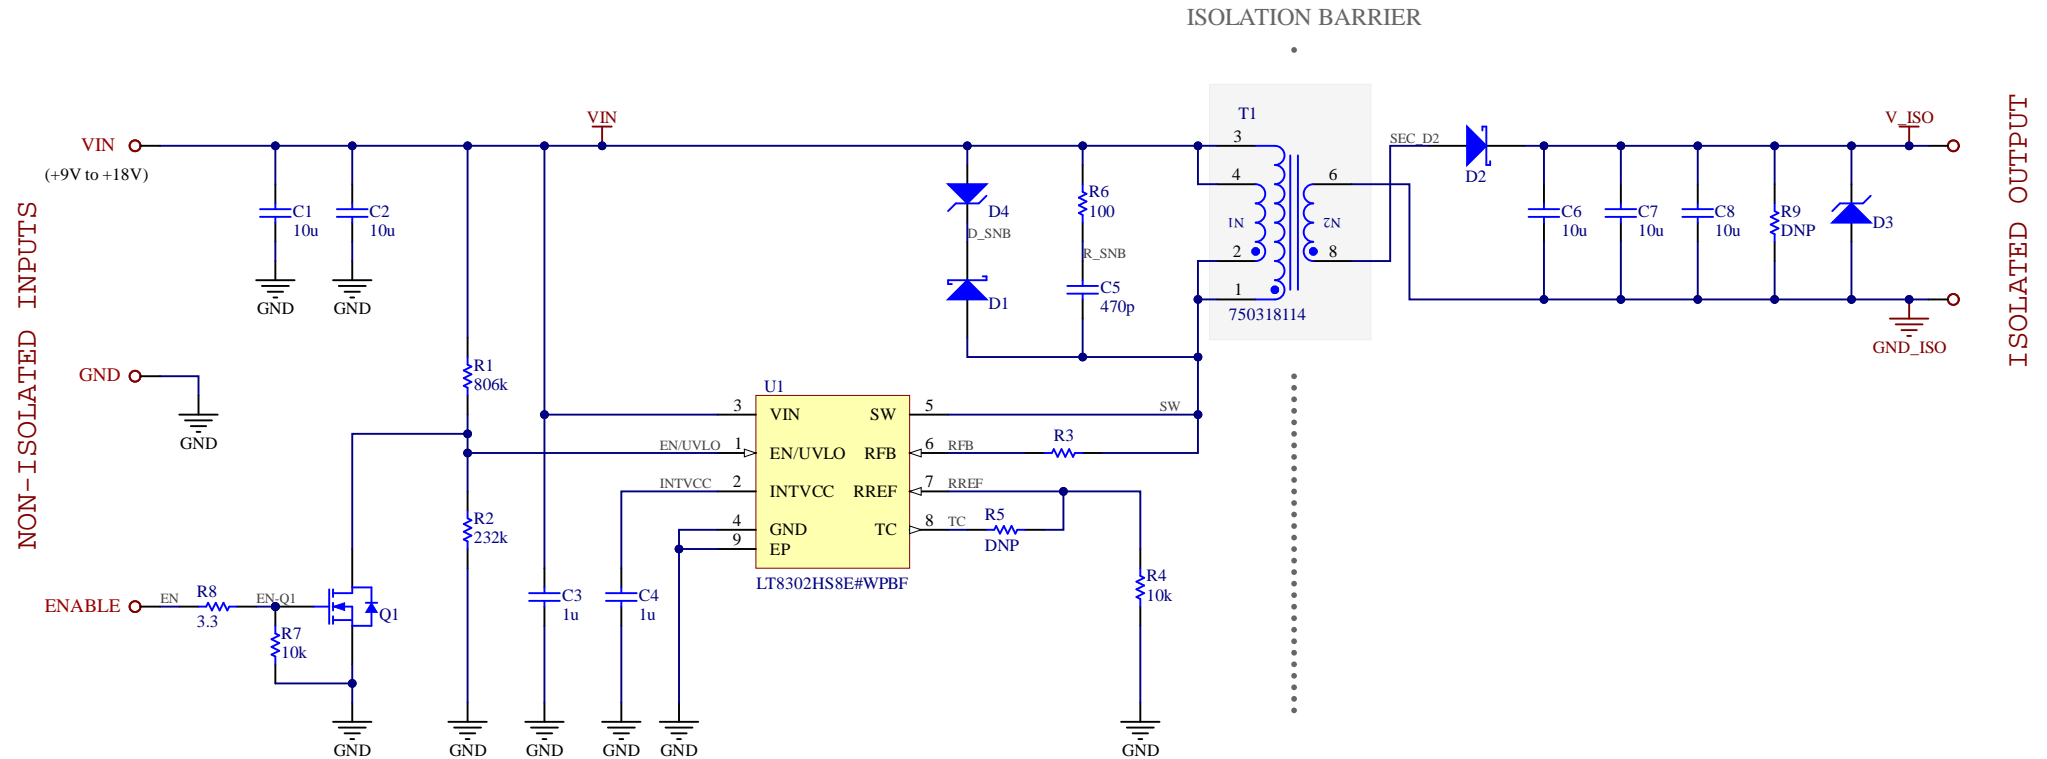 ISOLATION BARRIER
NON-ISOLATED INPUTS
ISOLATED OUTPUT
VIN
(+9V to +18V)
C1
10u
GND
C2
10u
GND
VIN
GND
GND
R1
806k
R2
232k
GND
ENABLE
EN
R8
3.3
EN-Q1
R7
10k
Q1
GND
C3
1u
GND
C4
1u
GND
GND
EN/UVLO
INTVCC
U1
3 VIN SW 5
1 EN/UVLO RFB 6
2 INTVCC RREF 7
4 GND TC 8
9 EP
LT8302HS8E#WPBF
SW
RFB
R3
RREF
TC
R5
DNP
R4
10k
GND
D4
D_SNB
D1
R6
100
R_SNB
C5
470p
T1
3
4
N1
2
1
6
N2
8
750318114
SEC_D2
D2
C6
10u
C7
10u
C8
10u
R9
DNP
D3
V_ISO
GND_ISO